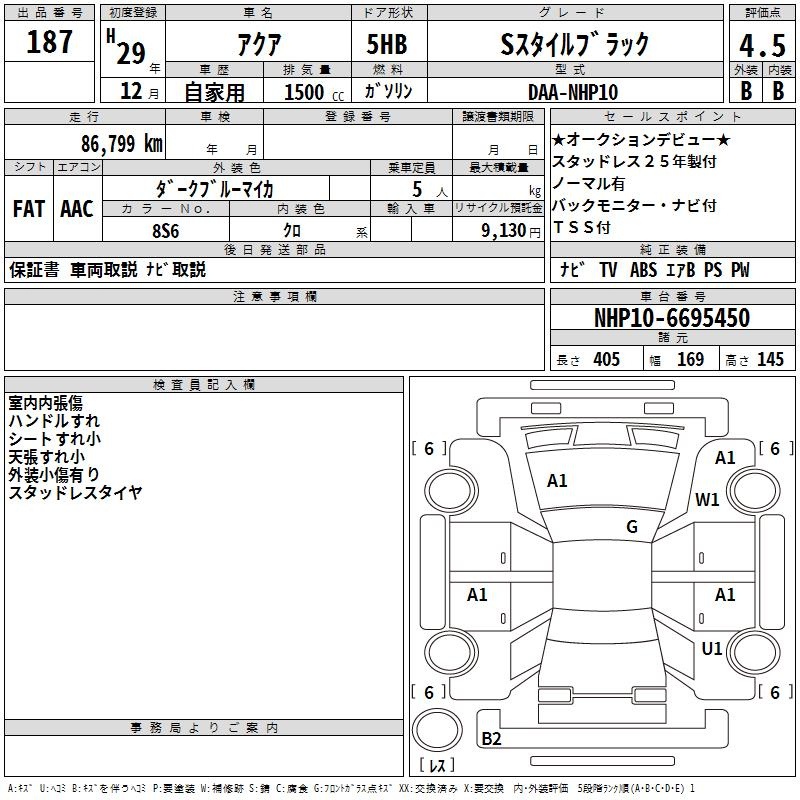 出品番号
187
初度登録
H29年
12月
車名
アクア
ドア形状
5HB
グレード
Sスタイルブラック
評価点
4.5
外装 内装
B B
車歴
自家用
排気量
1500 CC
燃料
ガソリン
型式
DAA-NHP10
走行
86,799 km
車検
年 月
登録番号
譲渡書類期限
月 日
シフト
FAT
エアコン
AAC
外装色
ダークブルーマイカ
乗車定員
5 人
最大積載量
kg
カラーNo.
8S6
内装色
クロ 系
輸入車
リサイクル預託金
9,130 円
後日発送部品
保証書 車両取説 ナビ取説
セールスポイント
★オークションデビュー★
スタッドレス25年製付
ノーマル有
バックモニター・ナビ付
TSS付
純正装備
ナビ TV ABS エアB PS PW
注意事項欄
車台番号
NHP10-6695450
諸元
長さ 405 幅 169 高さ 145
検査員記入欄
室内内張傷
ハンドルすれ
シートすれ小
天張すれ小
外装小傷有り
スタッドレスタイヤ
事務局よりご案内
[ 6 ] [ 6 ]
A1
A1
W1
G
A1 A1
U1
[ 6 ] [ 6 ]
B2
[ レス ]
A:キズ U:ヘコミ B:キズを伴うヘコミ P:要塗装 W:補修跡 S:錆 C:腐食 G:フロントガラス点キズ XX:交換済み X:要交換 内・外装評価 5段階ランク順(A・B・C・D・E) 1